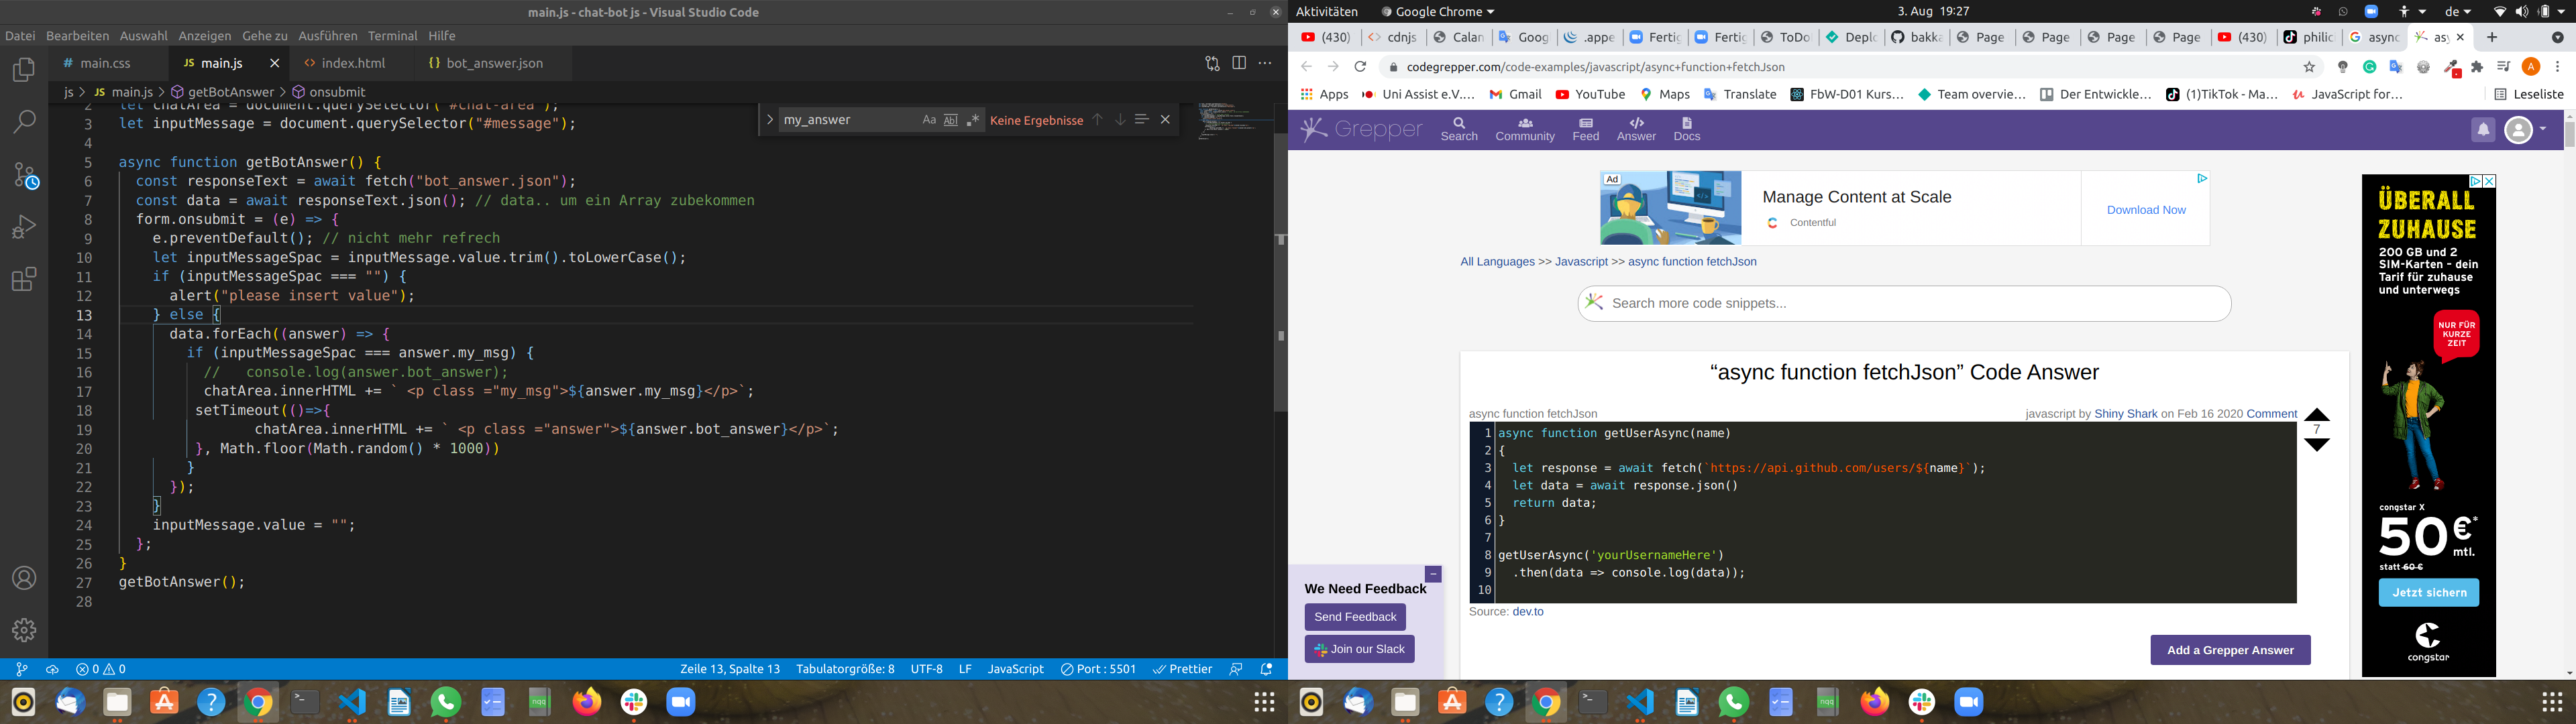 main.js - chat-bot js - Visual Studio Code
Datei Bearbeiten Auswahl Anzeigen Gehe zu Ausführen Terminal Hilfe
# main.css JS main.js <> index.html {} bot_answer.json
js > JS main.js > getBotAnswer > onsubmit
my_answer Aa Keine Ergebnisse
2 let chatArea = document.querySelector("#chat-area");
3 let inputMessage = document.querySelector("#message");
4
5 async function getBotAnswer() {
6 const responseText = await fetch("bot_answer.json");
7 const data = await responseText.json(); // data.. um ein Array zubekommen
8 form.onsubmit = (e) => {
9 e.preventDefault(); // nicht mehr refrech
10 let inputMessageSpac = inputMessage.value.trim().toLowerCase();
11 if (inputMessageSpac === "") {
12 alert("please insert value");
13 } else {
14 data.forEach((answer) => {
15 if (inputMessageSpac === answer.my_msg) {
16 //   console.log(answer.bot_answer);
17 chatArea.innerHTML += ` <p class ="my_msg">${answer.my_msg}</p>`;
18 setTimeout(()=>{
19 chatArea.innerHTML += ` <p class ="answer">${answer.bot_answer}</p>`;
20 }, Math.floor(Math.random() * 1000))
21 }
22 });
23 }
24 inputMessage.value = "";
25 };
26 }
27 getBotAnswer();
28
0 0 Zeile 13, Spalte 13 Tabulatorgröße: 8 UTF-8 LF JavaScript Port : 5501 Prettier
Aktivitäten Google Chrome 3. Aug 19:27 de
(430) cdnjs Calan Goog .appe Fertig Fertig ToDo Deplo bakka Page Page Page Page (430) philic async as
codegrepper.com/code-examples/javascript/async+function+fetchJson A
Apps Uni Assist e.V.... Gmail YouTube Maps Translate FbW-D01 Kurs... Team overvie... Der Entwickle... (1)TikTok - Ma... JavaScript for... Leseliste
Grepper Search Community Feed Answer Docs
Ad
Manage Content at Scale
Contentful
Download Now
All Languages >> Javascript >> async function fetchJson
Search more code snippets...
“async function fetchJson” Code Answer
async function fetchJson javascript by Shiny Shark on Feb 16 2020 Comment
7
1 async function getUserAsync(name)
2 {
3 let response = await fetch(`https://api.github.com/users/${name}`);
4 let data = await response.json()
5 return data;
6 }
7
8 getUserAsync('yourUsernameHere')
9 .then(data => console.log(data));
10
Source: dev.to
Add a Grepper Answer
We Need Feedback
Send Feedback
Join our Slack
ÜBERALL
ZUHAUSE
200 GB und 2
SIM-Karten – dein
Tarif für zuhause
und unterwegs
NUR FÜR
KURZE
ZEIT
congstar X
50 €*
mtl.
statt 60 €
Jetzt sichern
congstar